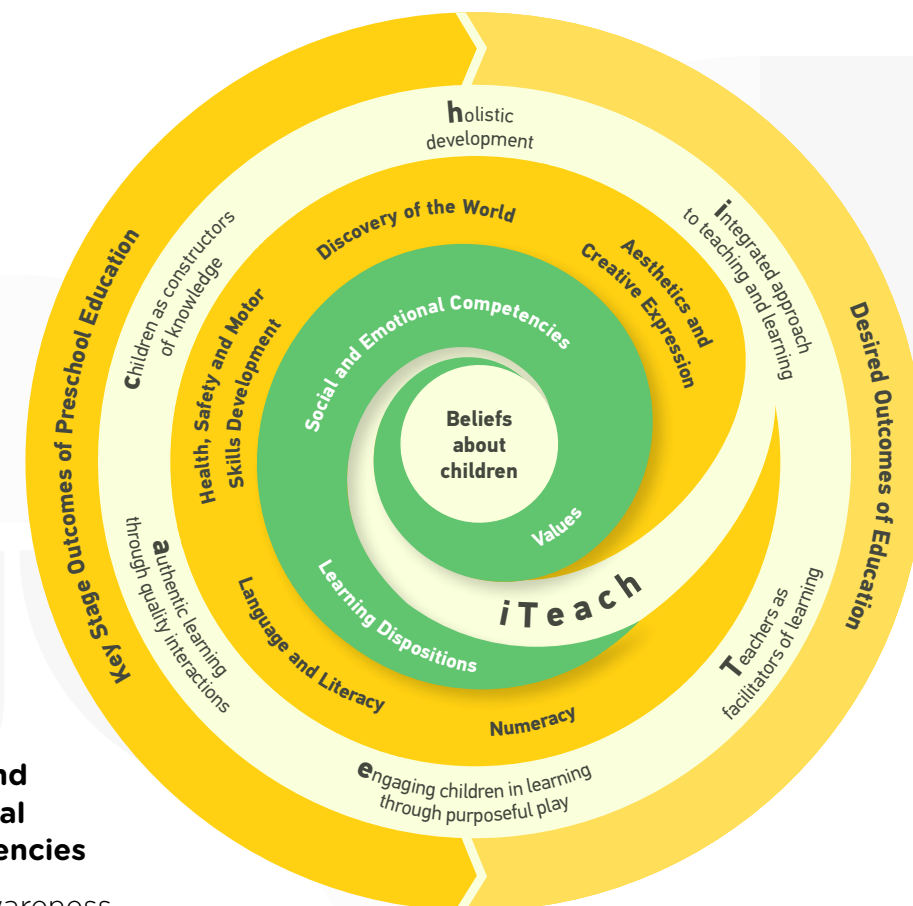 holistic
development
integrated approach
to teaching and learning
Teachers as
facilitators of learning
engaging children in learning
through purposeful play
authentic learning
through quality interactions
Children as constructors
of knowledge
Key Stage Outcomes of Preschool Education
Desired Outcomes of Education
Discovery of the World
Aesthetics and
Creative Expression
Numeracy
Language and Literacy
Health, Safety and Motor
Skills Development
Social and Emotional Competencies
Values
Learning Dispositions
iTeach
Beliefs
about
children
nd
al
encies
wareness